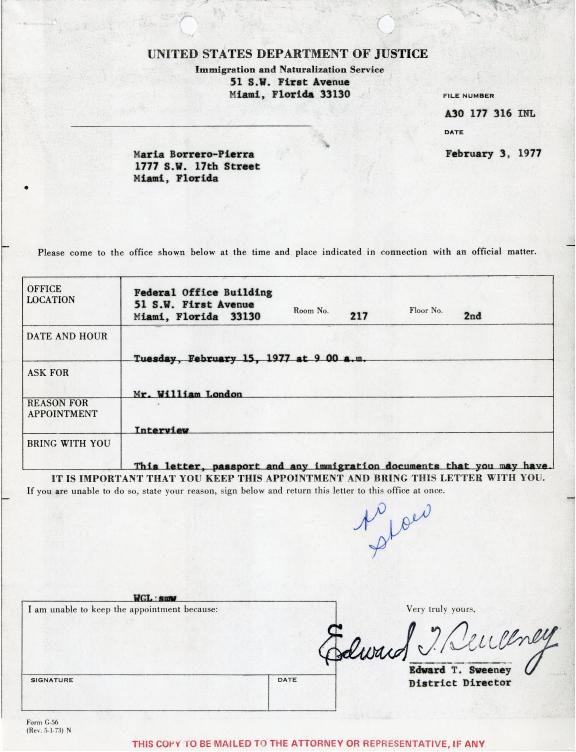 UNITED STATES DEPARTMENT OF JUSTICE
Immigration and Naturalization Service
51 S.W. First Avenue
Miami, Florida 33130
FILE NUMBER
A30 177 316 INL
DATE
February 3, 1977
Maria Borrero-Pierra
1777 S.W. 17th Street
Miami, Florida
Please come to the office shown below at the time and place indicated in connection with an official matter.
OFFICE LOCATION
Federal Office Building
51 S.W. First Avenue
Miami, Florida 33130 Room No. 217 Floor No. 2nd
DATE AND HOUR
Tuesday, February 15, 1977 at 9 00 a.m.
ASK FOR
Mr. William London
REASON FOR APPOINTMENT
Interview
BRING WITH YOU
This letter, passport and any immigration documents that you may have.
IT IS IMPORTANT THAT YOU KEEP THIS APPOINTMENT AND BRING THIS LETTER WITH YOU.
If you are unable to do so, state your reason, sign below and return this letter to this office at once.
No
Show
WGL:smw
I am unable to keep the appointment because:
Very truly yours,
Edward T. Sweeney
Edward T. Sweeney
District Director
SIGNATURE DATE
Form G-56
(Rev. 5-1-73) N
THIS COPY TO BE MAILED TO THE ATTORNEY OR REPRESENTATIVE, IF ANY